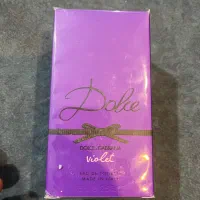 Dolce
DOLCE & GABBANA
violet
EAU DE TOILETTE